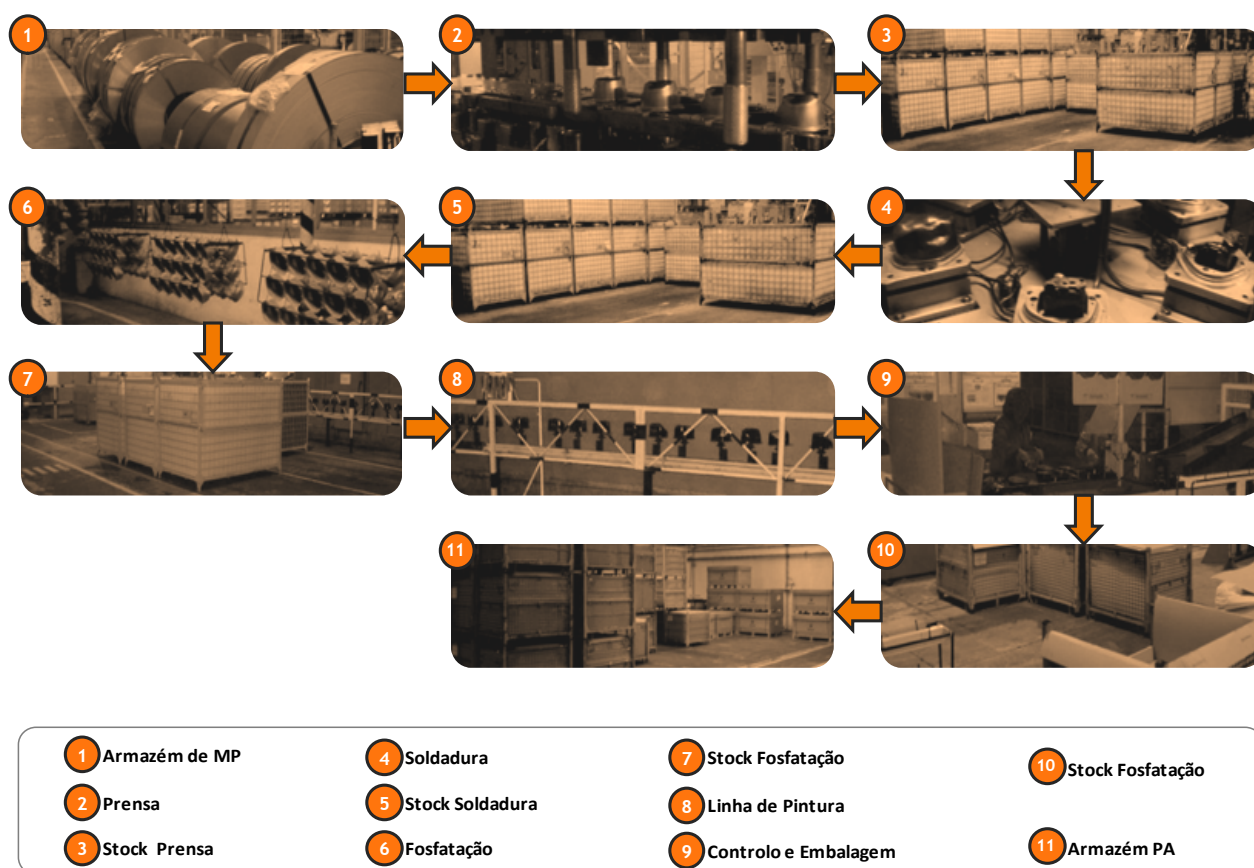 1
2
3
6
5
4
7
8
9
11
10
1 Armazém de MP
2 Prensa
3 Stock Prensa
4 Soldadura
5 Stock Soldadura
6 Fosfatação
7 Stock Fosfatação
8 Linha de Pintura
9 Controlo e Embalagem
10 Stock Fosfatação
11 Armazém PA